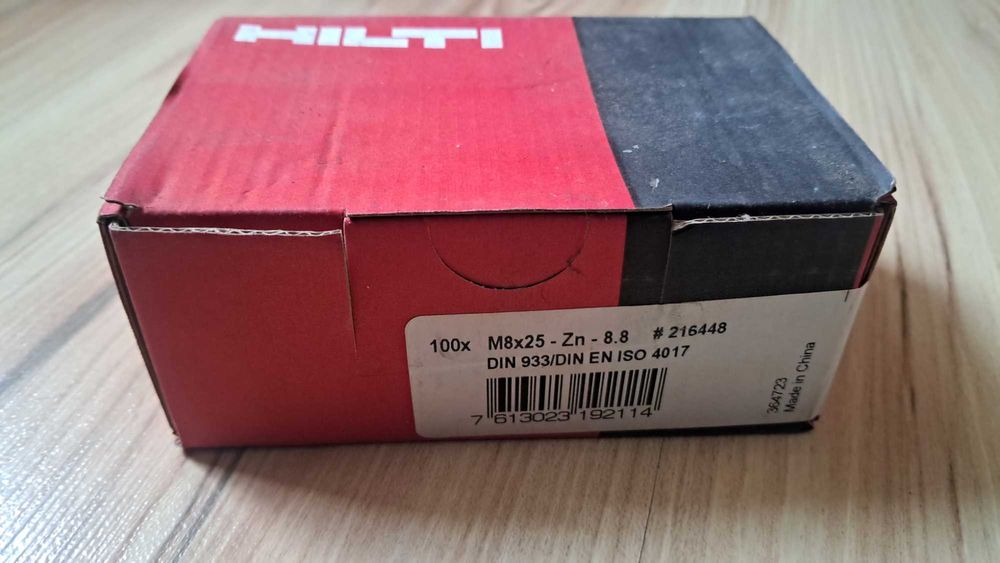 HILTI
100x M8x25 - Zn - 8.8 # 216448
DIN 933/DIN EN ISO 4017
7 613023 192114
364723
Made in China